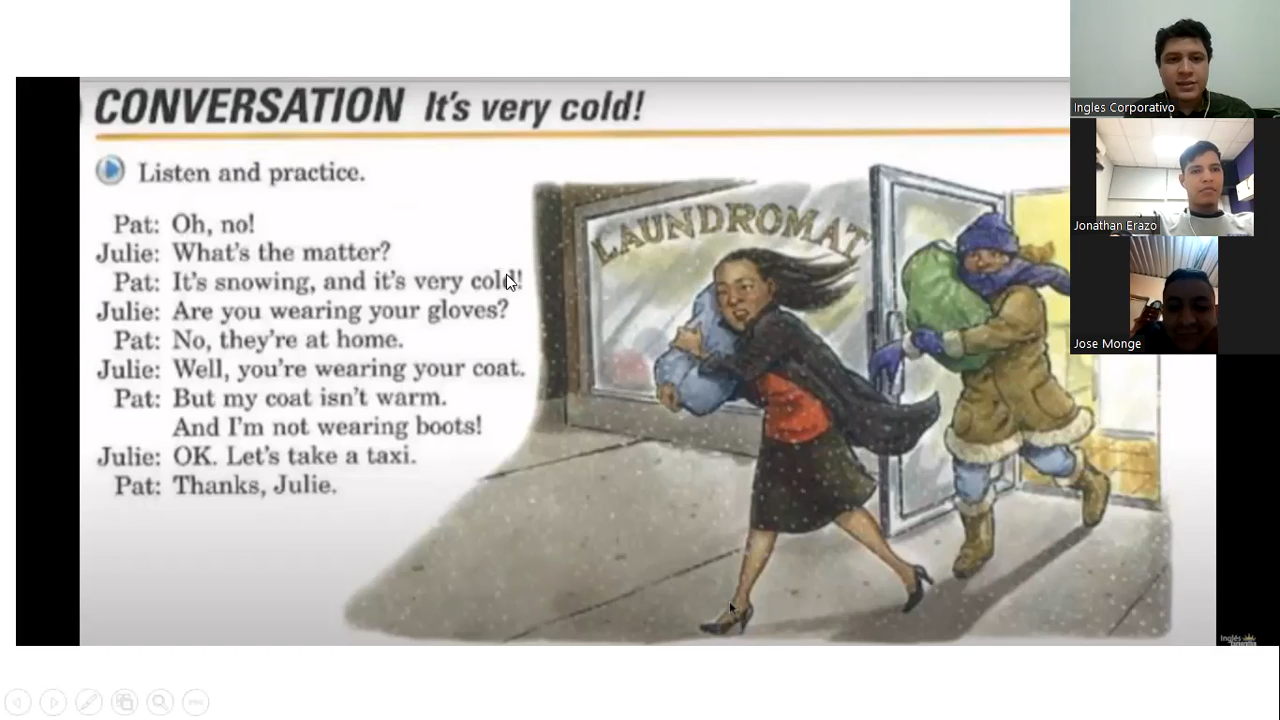 CONVERSATION It's very cold!
Listen and practice.
Pat: Oh, no!
Julie: What's the matter?
Pat: It's snowing, and it's very cold!
Julie: Are you wearing your gloves?
Pat: No, they're at home.
Julie: Well, you're wearing your coat.
Pat: But my coat isn't warm.
And I'm not wearing boots!
Julie: OK. Let's take a taxi.
Pat: Thanks, Julie.
LAUNDROMAT
Ingles Corporativo
Jonathan Erazo
Jose Monge
Inglés